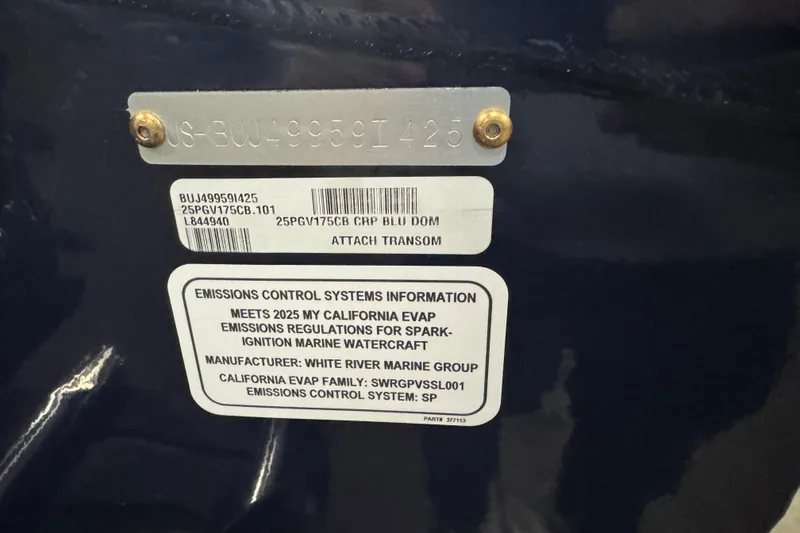 US-BUJ49959I425
BUJ49959I425
25PGV175CB.101
L844940
25PGV175CB CRP BLU DOM
ATTACH TRANSOM
EMISSIONS CONTROL SYSTEMS INFORMATION
MEETS 2025 MY CALIFORNIA EVAP
EMISSIONS REGULATIONS FOR SPARK-
IGNITION MARINE WATERCRAFT
MANUFACTURER: WHITE RIVER MARINE GROUP
CALIFORNIA EVAP FAMILY: SWRGPVSSL001
EMISSIONS CONTROL SYSTEM: SP
PART# 377113